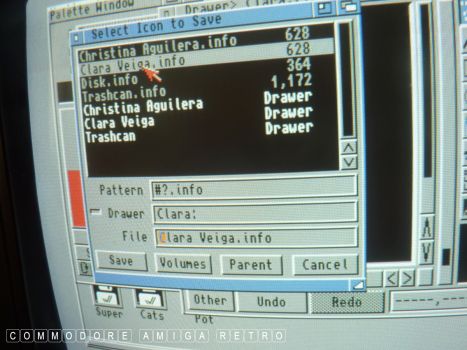 Palette Window
Drawer> Clara:
Select Icon to Save
Christina Aguilera.info 628
Clara Veiga.info 628
Disk.info 364
Trashcan.info 1,172
Christina Aguilera Drawer
Clara Veiga Drawer
Trashcan Drawer
Pattern #?.info
Drawer Clara:
File Clara Veiga.info
Save Volumes Parent Cancel
Super Cats Other Undo Redo
Pot
COMMODORE AMIGA RETRO